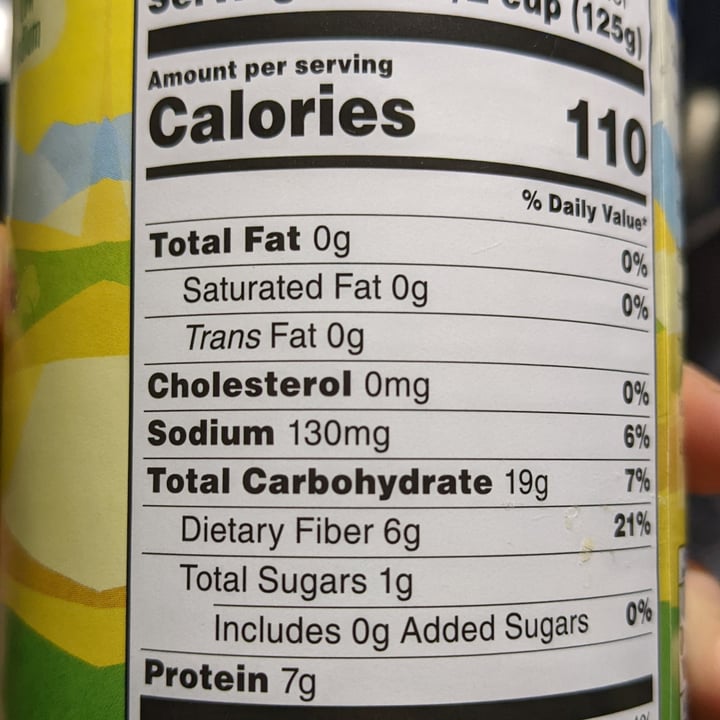 cup (125g)
Amount per serving
Calories 110
% Daily Value*
Total Fat 0g 0%
Saturated Fat 0g 0%
Trans Fat 0g
Cholesterol 0mg 0%
Sodium 130mg 6%
Total Carbohydrate 19g 7%
Dietary Fiber 6g 21%
Total Sugars 1g
Includes 0g Added Sugars 0%
Protein 7g